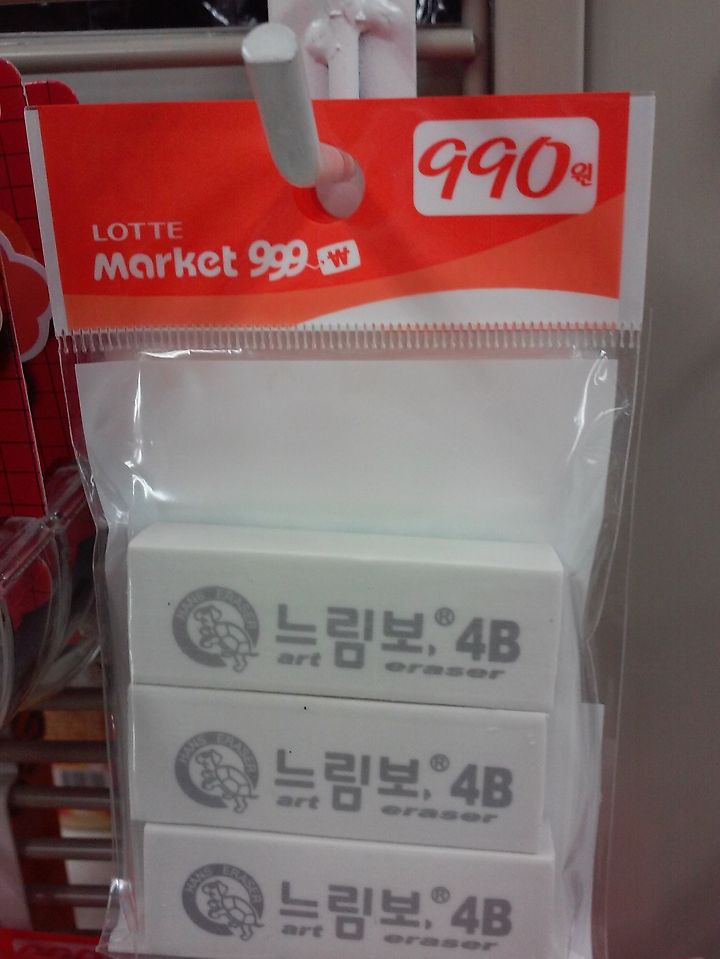 990원
LOTTE
Market 999 ₩
HANS ERASER
느림보,® 4B
art eraser
HANS ERASER
느림보,® 4B
art eraser
HANS ERASER
느림보,® 4B
art eraser